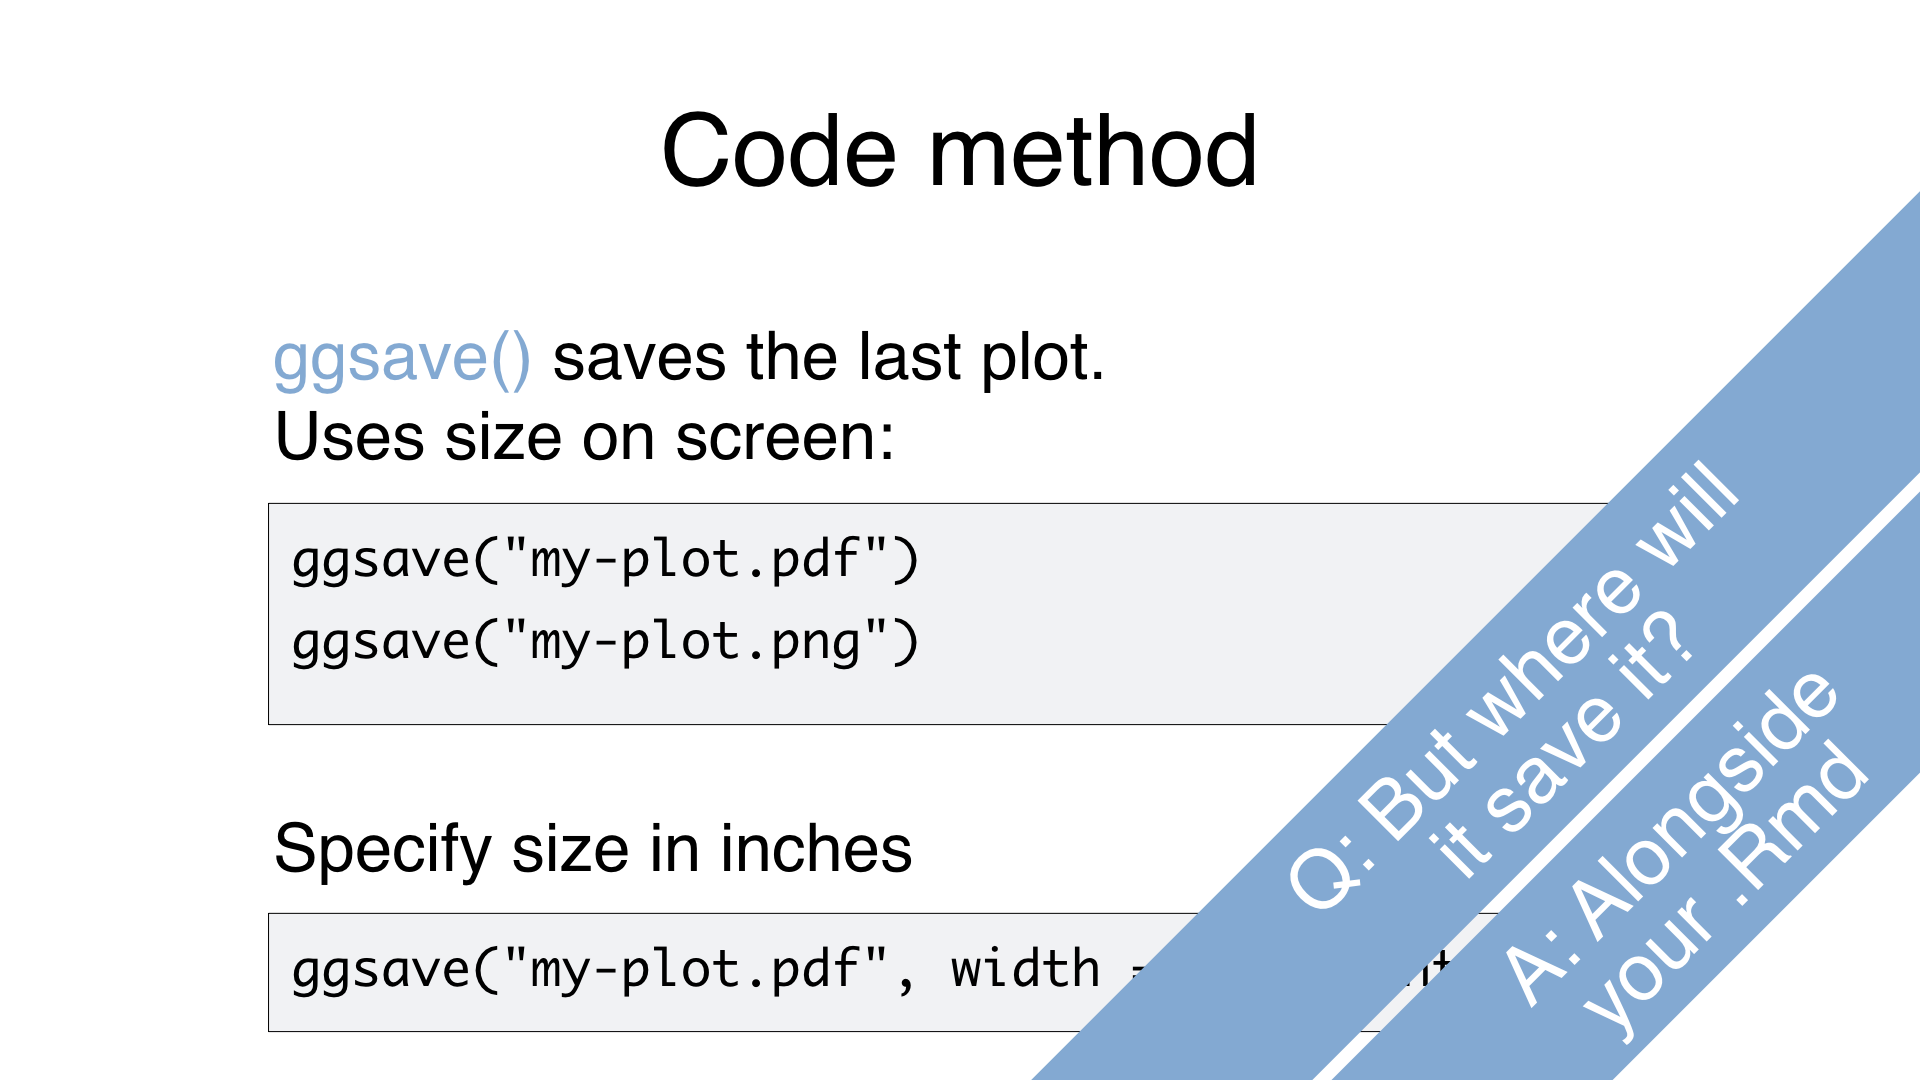 Code method
ggsave() saves the last plot.
Uses size on screen:
ggsave("my-plot.pdf")
ggsave("my-plot.png")
Specify size in inches
ggsave("my-plot.pdf", width
Q: But where will
it save it?
A: Alongside
your .Rmd